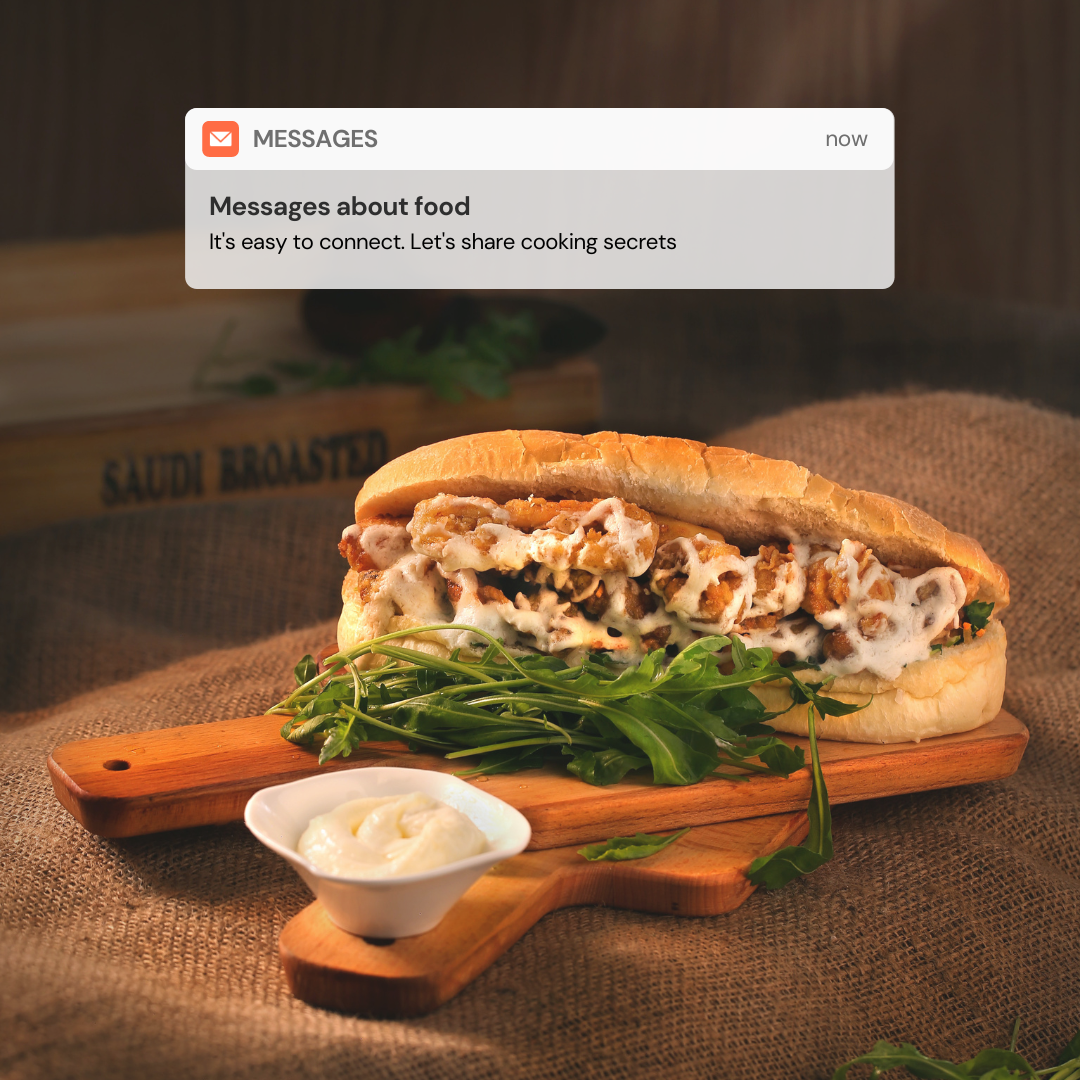 MESSAGES now
Messages about food
It's easy to connect. Let's share cooking secrets
SAUDI BROASTED